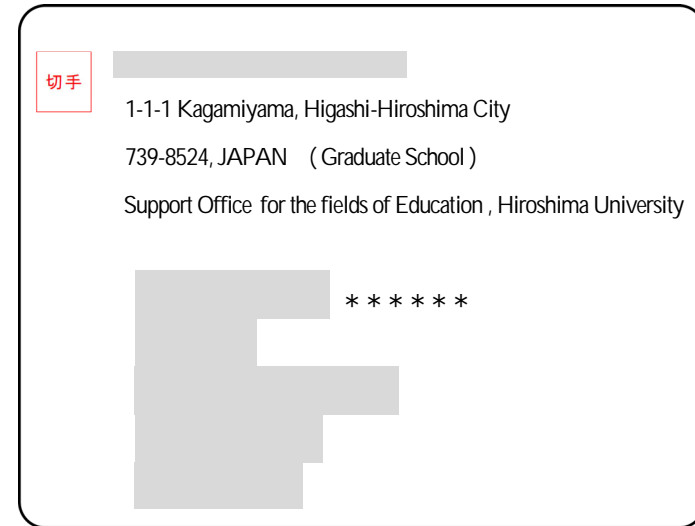 切手
1-1-1 Kagamiyama, Higashi-Hiroshima City
739-8524, JAPAN ( Graduate School )
Support Office for the fields of Education , Hiroshima University
＊＊＊＊＊＊